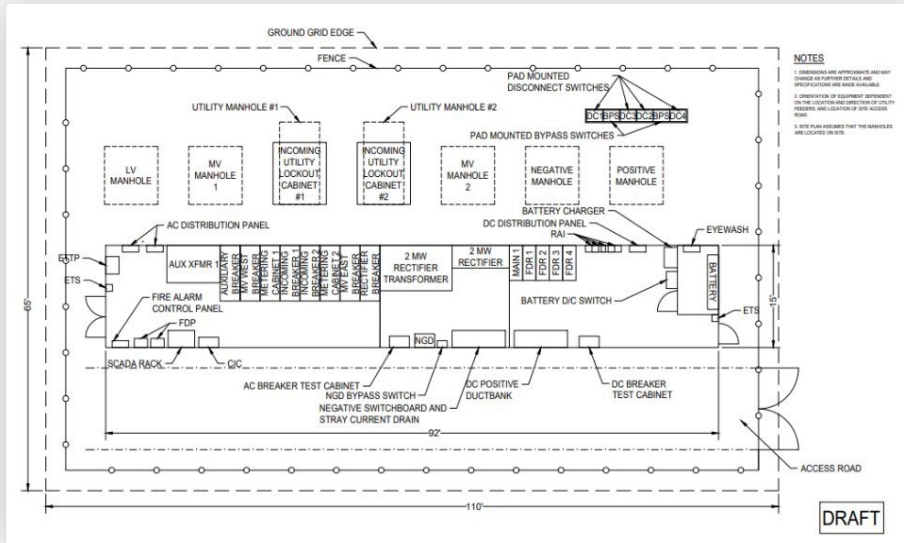 GROUND GRID EDGE
FENCE
NOTES
1. DIMENSIONS ARE APPROXIMATE AND MAY
CHANGE AS FURTHER DETAILS AND
SPECIFICATIONS ARE MADE AVAILABLE.
2. ORIENTATION OF EQUIPMENT DEPENDENT
ON THE LOCATION AND DIRECTION OF UTILITY
FEEDERS, AND LOCATION OF SITE ACCESS
ROAD.
3. SITE PLAN ASSUMES THAT THE MANHOLES
ARE LOCATED ON SITE.
PAD MOUNTED
DISCONNECT SWITCHES
UTILITY MANHOLE #1
UTILITY MANHOLE #2
DC1 BPS DC3 DC2 BPS DC4
PAD MOUNTED BYPASS SWITCHES
LV
MANHOLE
MV
MANHOLE
1
INCOMING
UTILITY
LOCKOUT
CABINET
#1
INCOMING
UTILITY
LOCKOUT
CABINET
#2
MV
MANHOLE
2
NEGATIVE
MANHOLE
POSITIVE
MANHOLE
BATTERY CHARGER
DC DISTRIBUTION PANEL
RAI
EYEWASH
AC DISTRIBUTION PANEL
ETTP
ETS
AUX XFMR 1
AUXILIARY
BREAKER
MV WEST
BREAKER
METERING
CABINET 1
INCOMING
BREAKER 1
INCOMING
BREAKER 2
METERING
CABINET 2
MV EAST
BREAKER
RECTIFIER
BREAKER
2 MW
RECTIFIER
TRANSFORMER
2 MW
RECTIFIER
MAIN 1
FDR 1
FDR 2
FDR 3
FDR 4
BATTERY
BATTERY D/C SWITCH
ETS
FIRE ALARM
CONTROL PANEL
FDP
SCADA RACK
CIC
NGD
AC BREAKER TEST CABINET
NGD BYPASS SWITCH
NEGATIVE SWITCHBOARD AND
STRAY CURRENT DRAIN
DC POSITIVE
DUCTBANK
DC BREAKER
TEST CABINET
65'
15'
92'
ACCESS ROAD
110'
DRAFT